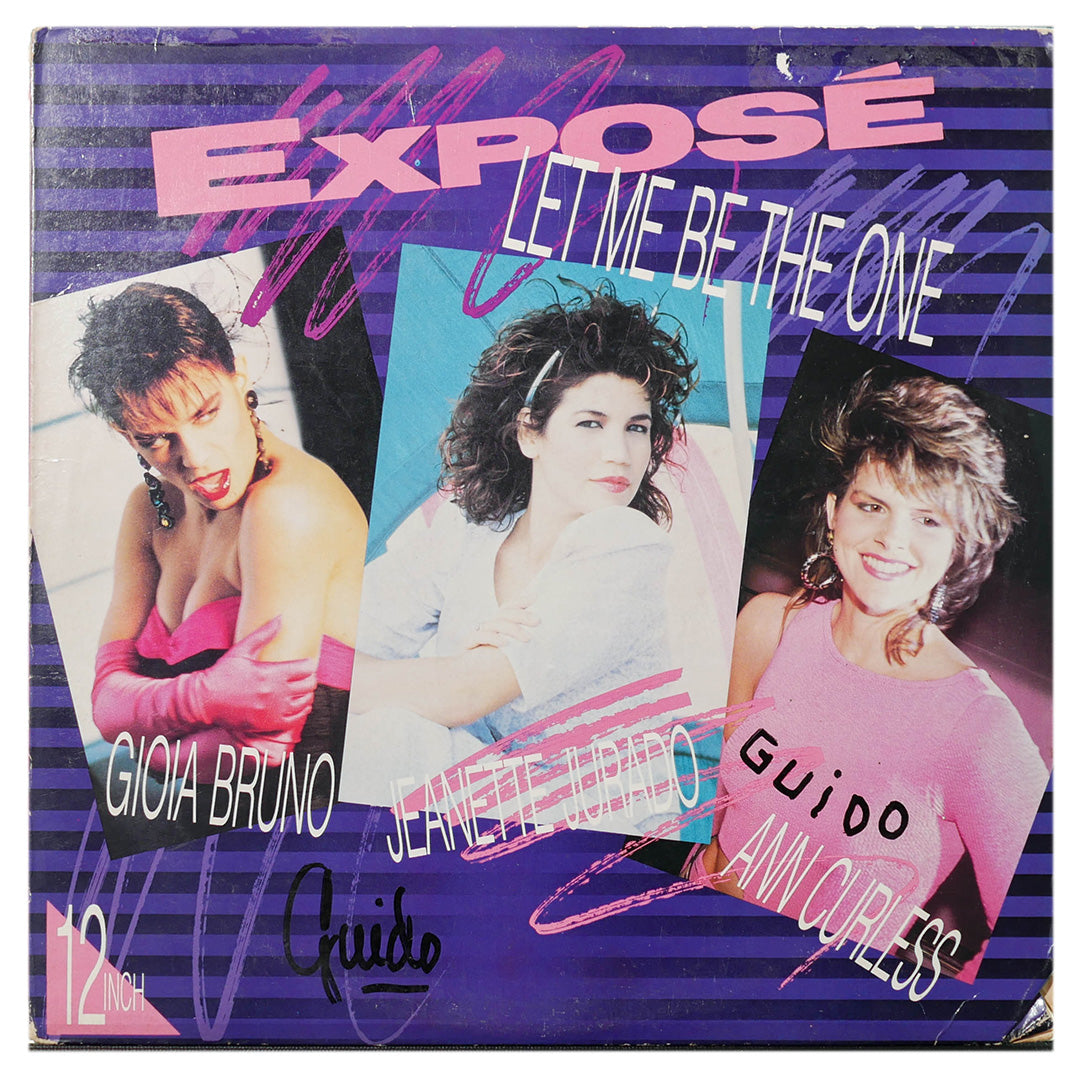 EXPOSÉ
LET ME BE THE ONE
GIOIA BRUNO
JEANETTE JURADO
GUiDO
ANN CURLESS
Guido
12 INCH